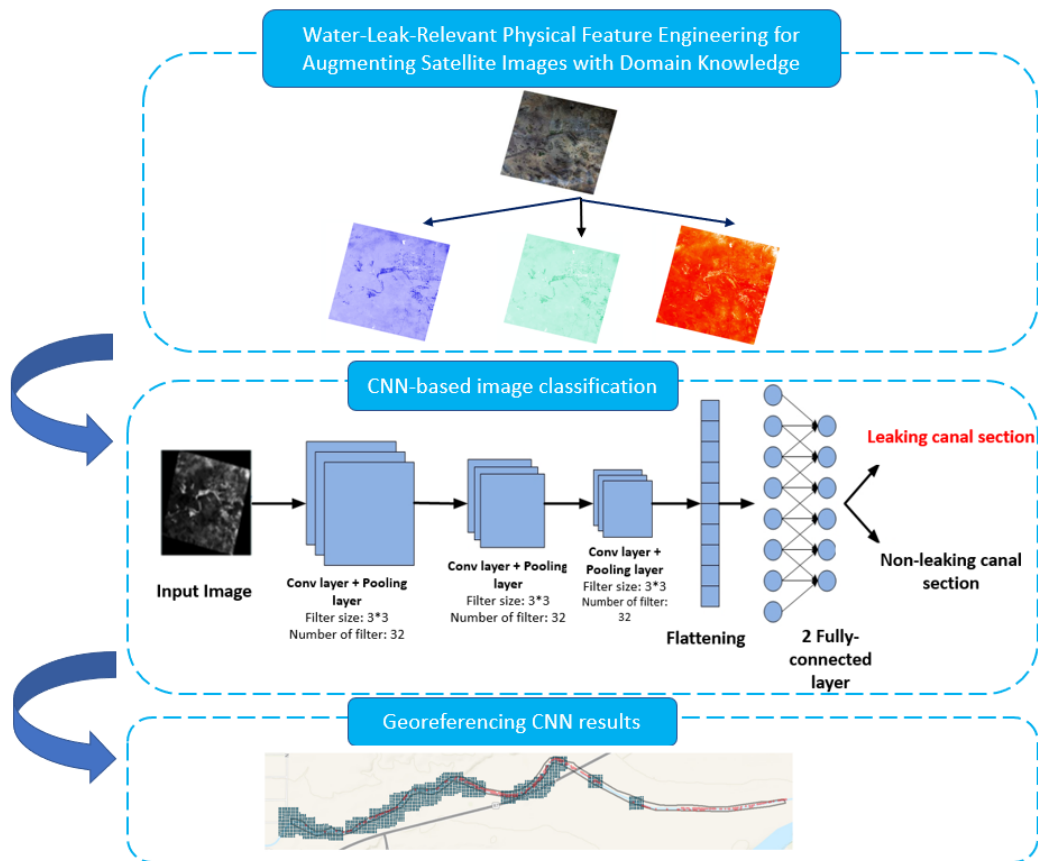 Water-Leak-Relevant Physical Feature Engineering for
Augmenting Satellite Images with Domain Knowledge
CNN-based image classification
Input Image
Conv layer + Pooling
layer
Filter size: 3*3
Number of filter: 32
Conv layer + Pooling
layer
Filter size: 3*3
Number of filter: 32
Conv layer +
Pooling layer
Filter size: 3*3
Number of filter:
32
Flattening
2 Fully-
connected
layer
Leaking canal section
Non-leaking canal
section
Georeferencing CNN results